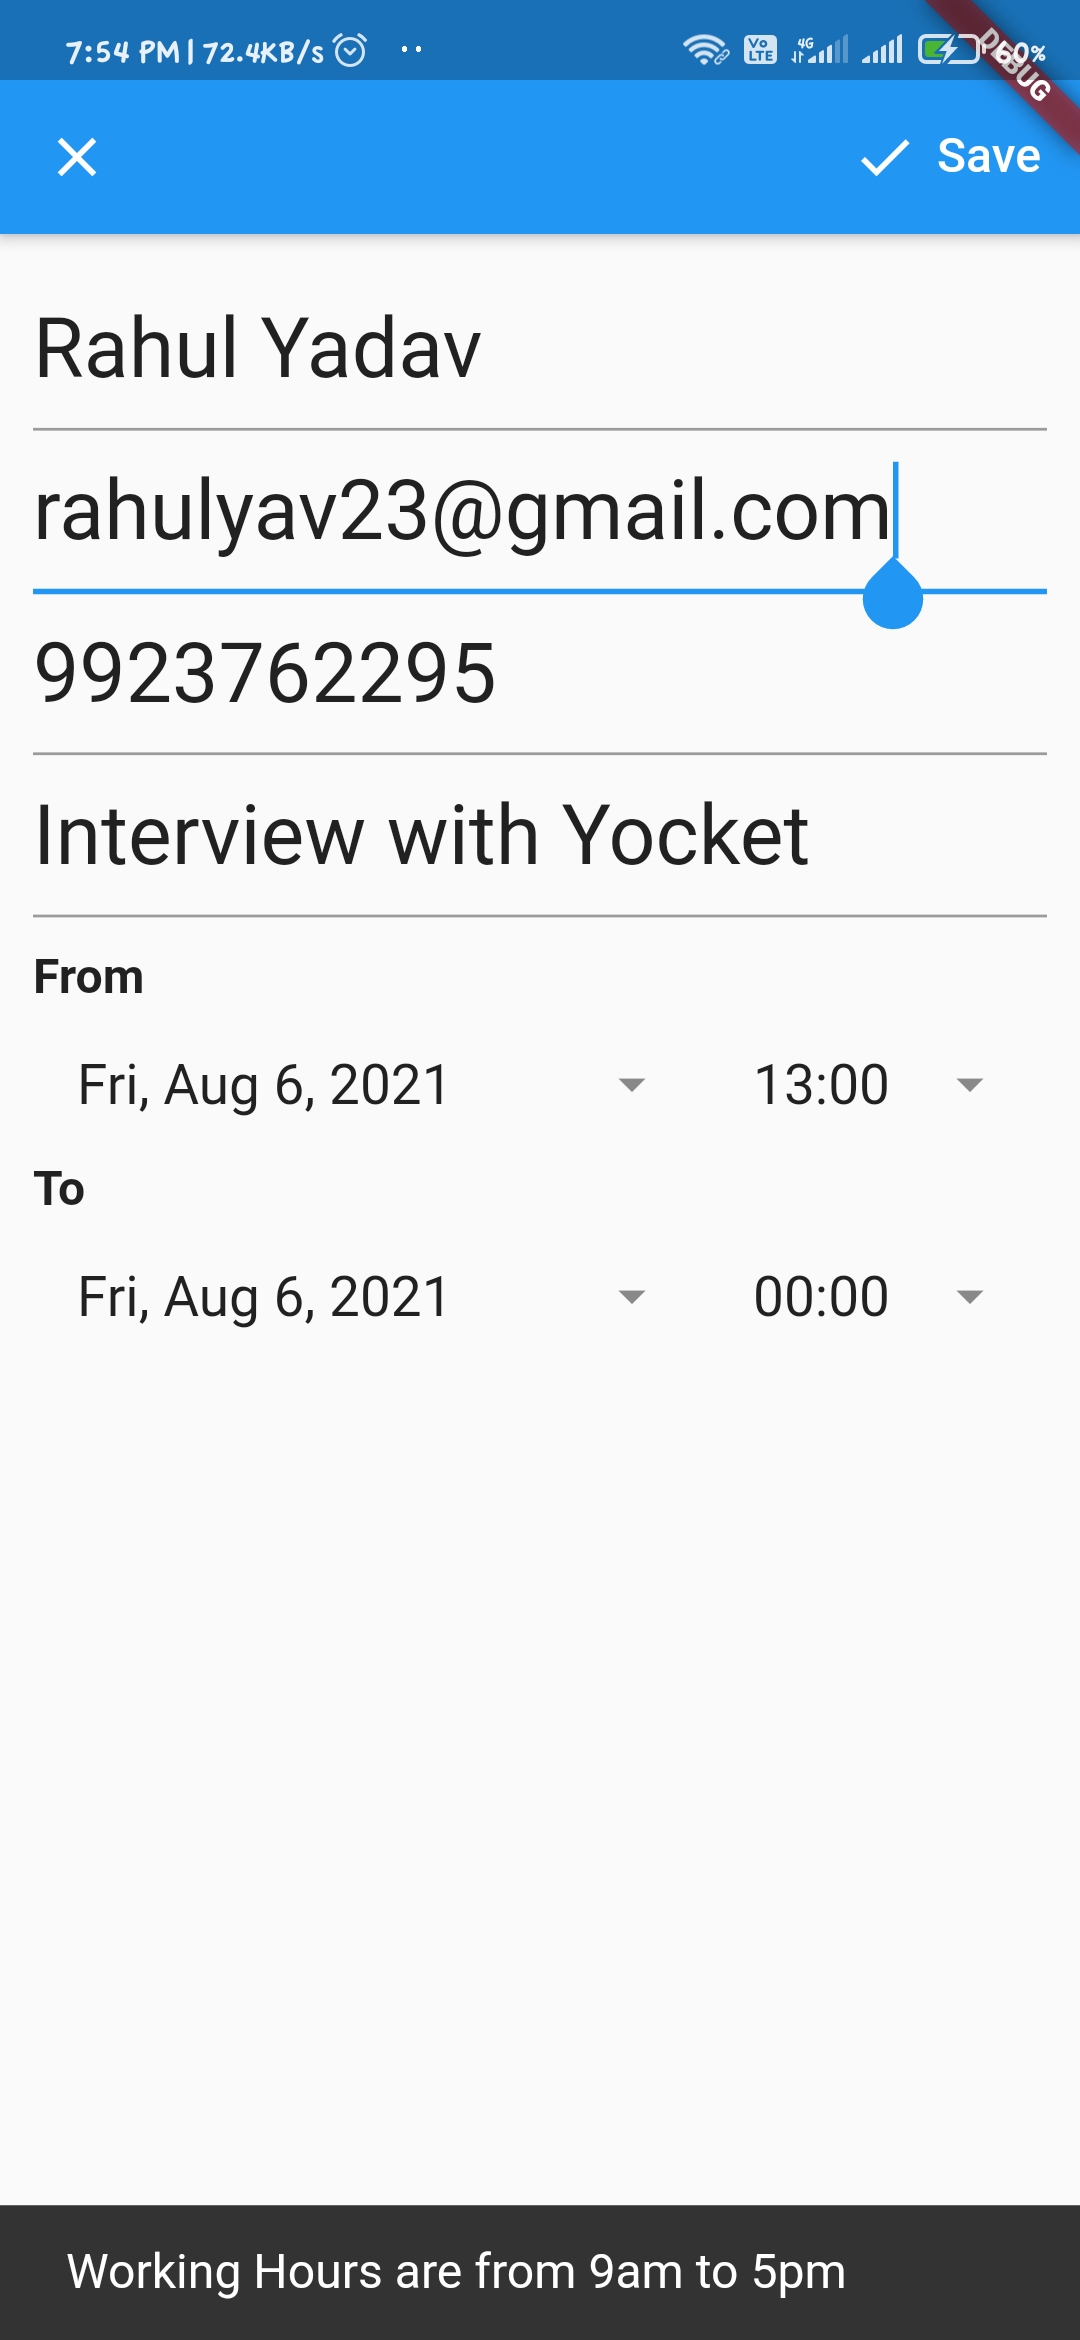 7:54 PM | 72.4KB/s
Vo LTE 4G 60%
DEBUG
Save
Rahul Yadav
rahulyav23@gmail.com
9923762295
Interview with Yocket
From
Fri, Aug 6, 2021 13:00
To
Fri, Aug 6, 2021 00:00
Working Hours are from 9am to 5pm